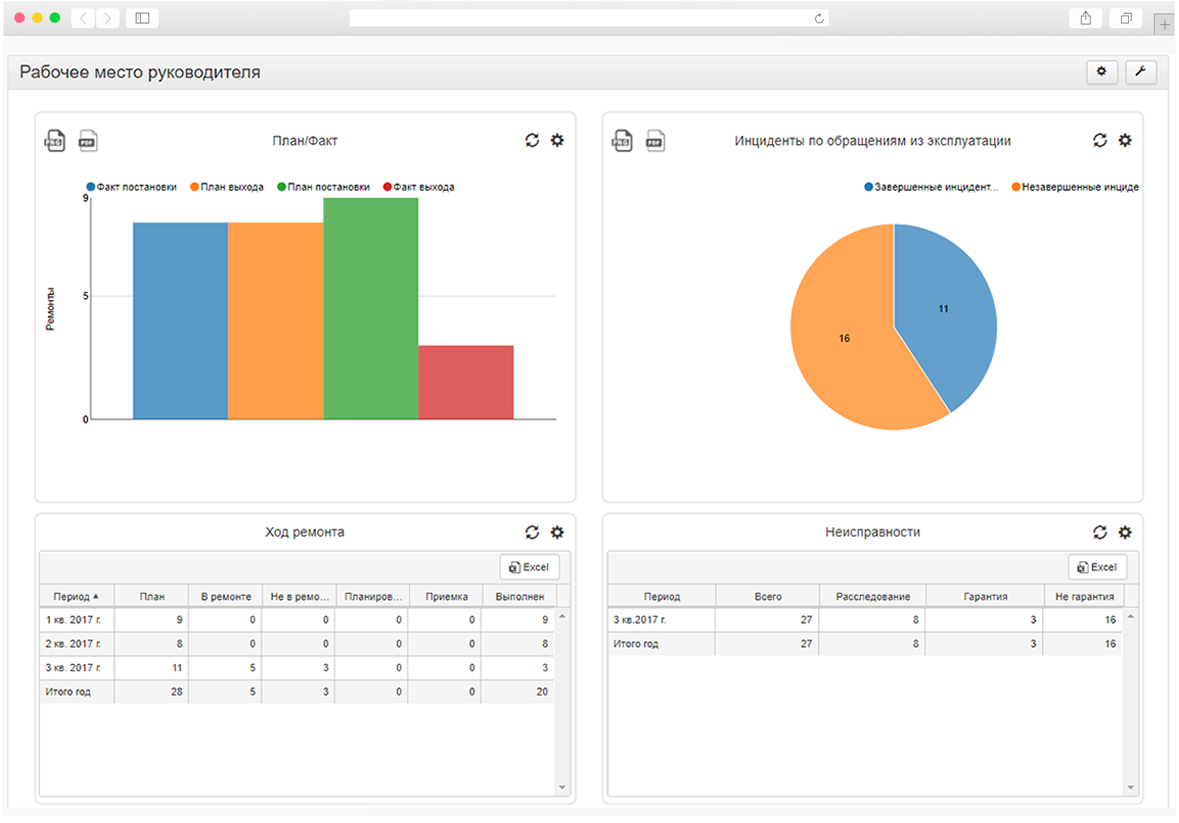 Рабочее место руководителя
PNG PDF План/Факт
Факт постановки План выхода План постановки Факт выхода
9
5
0
Ремонты
PNG PDF Инциденты по обращениям из эксплуатации
Завершенные инцидент... Незавершенные инциде
11
16
Ход ремонта
Excel
Период План В ремонте Не в ремо... Планиров... Приемка Выполнен
1 кв. 2017 г. 9 0 0 0 0 9
2 кв. 2017 г. 8 0 0 0 0 8
3 кв. 2017 г. 11 5 3 0 0 3
Итого год 28 5 3 0 0 20
Неисправности
Excel
Период Всего Расследование Гарантия Не гарантия
3 кв.2017 г. 27 8 3 16
Итого год 27 8 3 16